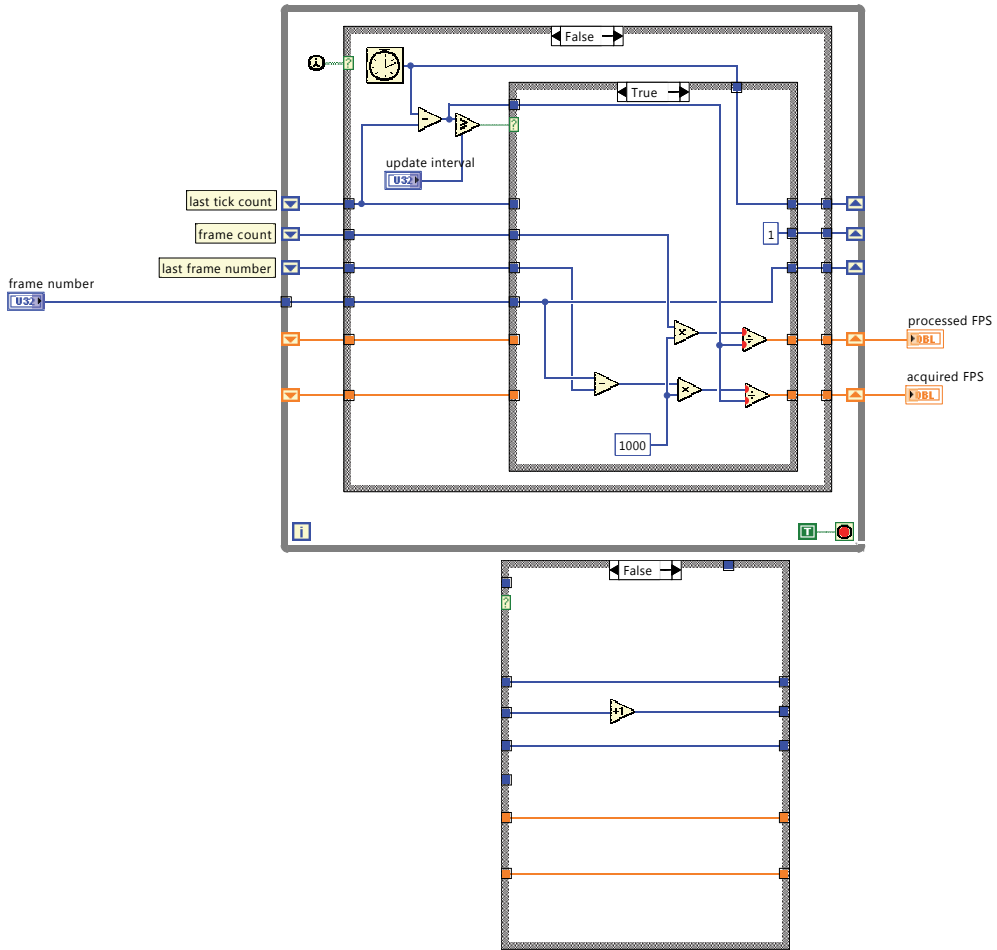 False
True
update interval
U32
last tick count
frame count
1
last frame number
frame number
U32
processed FPS
DBL
acquired FPS
DBL
1000
i
T
False
+1